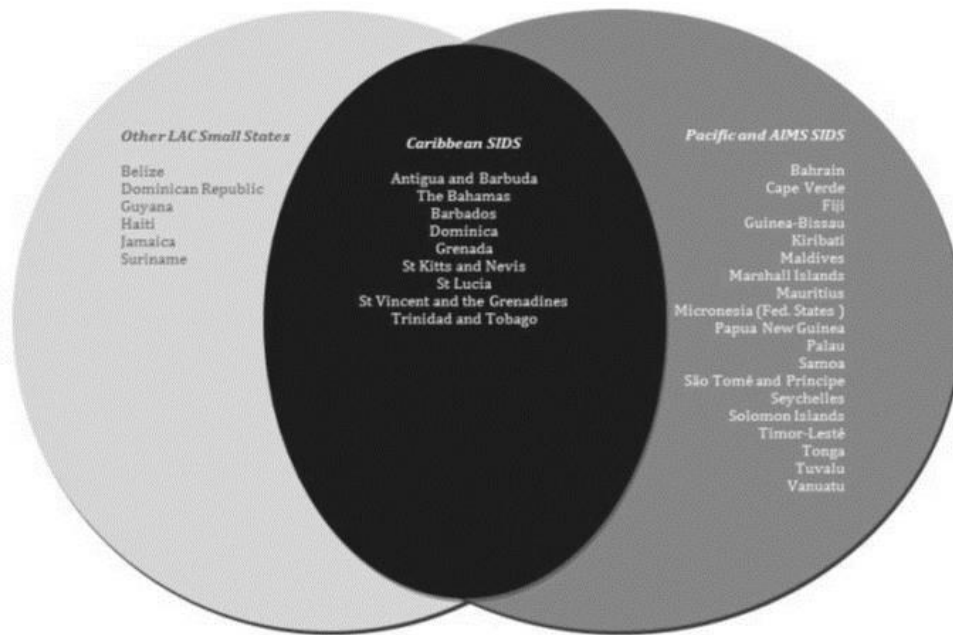 Other LAC Small States
Belize
Dominican Republic
Guyana
Haiti
Jamaica
Suriname
Caribbean SIDS
Antigua and Barbuda
The Bahamas
Barbados
Dominica
Grenada
St Kitts and Nevis
St Lucia
St Vincent and the Grenadines
Trinidad and Tobago
Pacific and AIMS SIDS
Bahrain
Cape Verde
Fiji
Guinea-Bissau
Kiribati
Maldives
Marshall Islands
Mauritius
Micronesia (Fed. States )
Papua New Guinea
Palau
Samoa
São Tomê and Principe
Seychelles
Solomon Islands
Timor-Lestê
Tonga
Tuvalu
Vanuatu